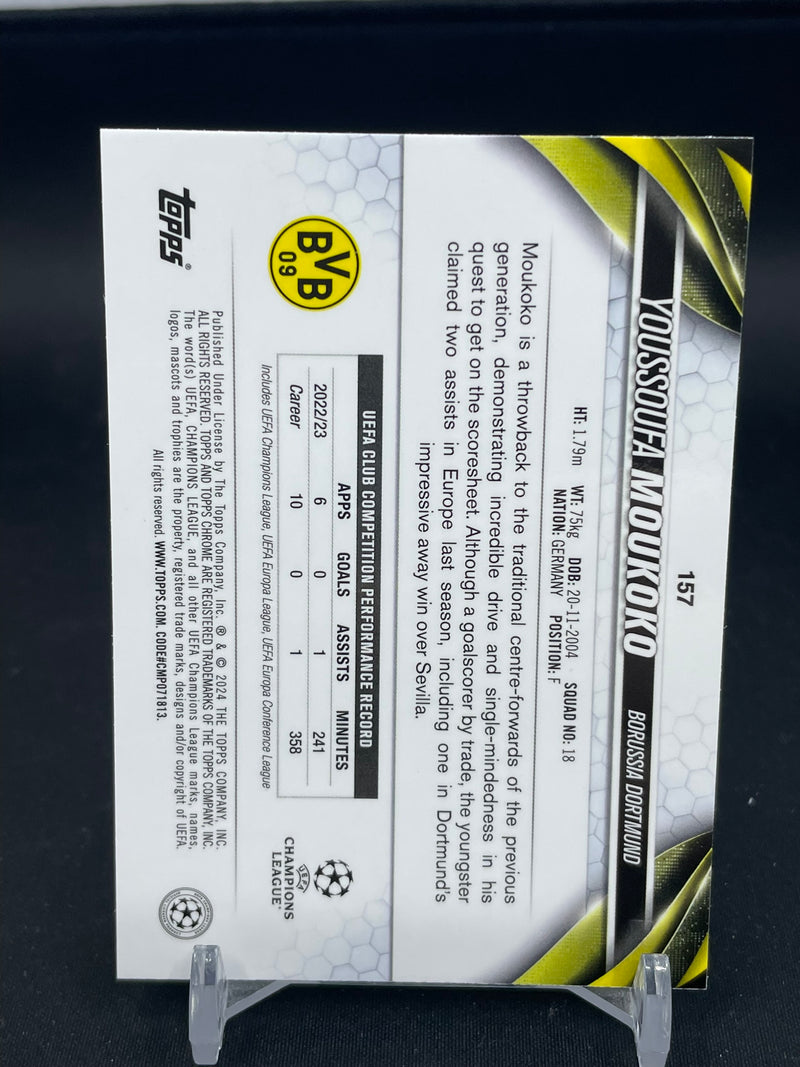 157
YOUSSOUFA MOUKOKO BORUSSIA DORTMUND
HT: 1.79m WT: 75kg DOB: 20-11-2004 SQUAD NO: 18
NATION: GERMANY POSITION: F
Moukoko is a throwback to the traditional centre-forwards of the previous
generation, demonstrating incredible drive and single-mindedness in his
quest to get on the scoresheet. Although a goalscorer by trade, the youngster
claimed two assists in Europe last season, including one in Dortmund's
impressive away win over Sevilla.
BVB
09
UEFA CLUB COMPETITION PERFORMANCE RECORD
APPS GOALS ASSISTS MINUTES
2022/23 6 0 1 241
Career 10 0 1 358
Includes UEFA Champions League, UEFA Europa League, UEFA Europa Conference League
UEFA
CHAMPIONS
LEAGUE®
topps®
Published Under License by The Topps Company, Inc. ® & © 2024 THE TOPPS COMPANY, INC.
ALL RIGHTS RESERVED. TOPPS AND TOPPS CHROME ARE REGISTERED TRADEMARKS OF THE TOPPS COMPANY, INC.
The word(s) UEFA, CHAMPIONS LEAGUE, and all other UEFA Champions League marks, names,
logos, mascots and trophies are the property, registered trade marks, designs and/or copyright of UEFA.
All rights reserved. WWW.TOPPS.COM. CODE#CMP071813.